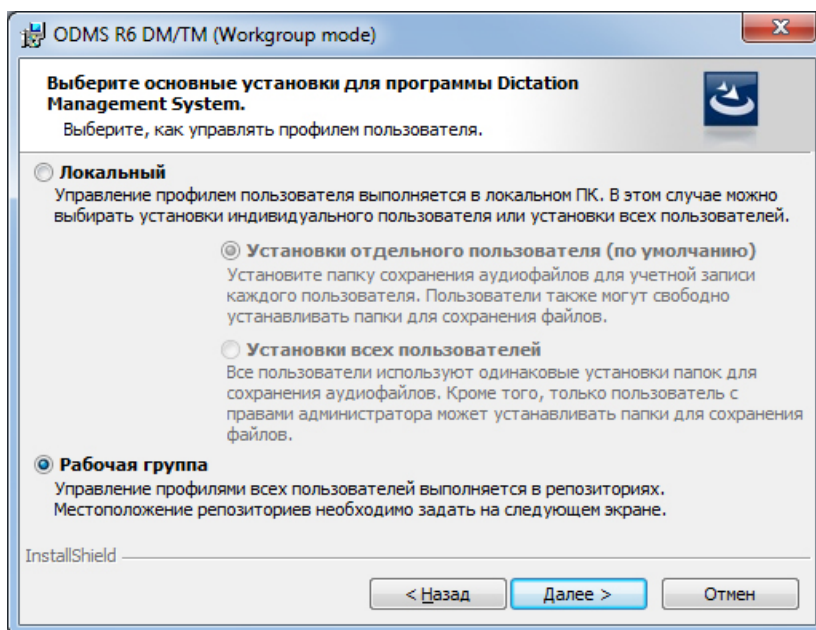 ODMS R6 DM/TM (Workgroup mode)
Выберите основные установки для программы Dictation
Management System.
Выберите, как управлять профилем пользователя.
Локальный
Управление профилем пользователя выполняется в локальном ПК. В этом случае можно
выбирать установки индивидуального пользователя или установки всех пользователей.
Установки отдельного пользователя (по умолчанию)
Установите папку сохранения аудиофайлов для учетной записи
каждого пользователя. Пользователи также могут свободно
устанавливать папки для сохранения файлов.
Установки всех пользователей
Все пользователи используют одинаковые установки папок для
сохранения аудиофайлов. Кроме того, только пользователь с
правами администратора может устанавливать папки для сохранения
файлов.
Рабочая группа
Управление профилями всех пользователей выполняется в репозиториях.
Местоположение репозиториев необходимо задать на следующем экране.
InstallShield
< Назад
Далее >
Отмен